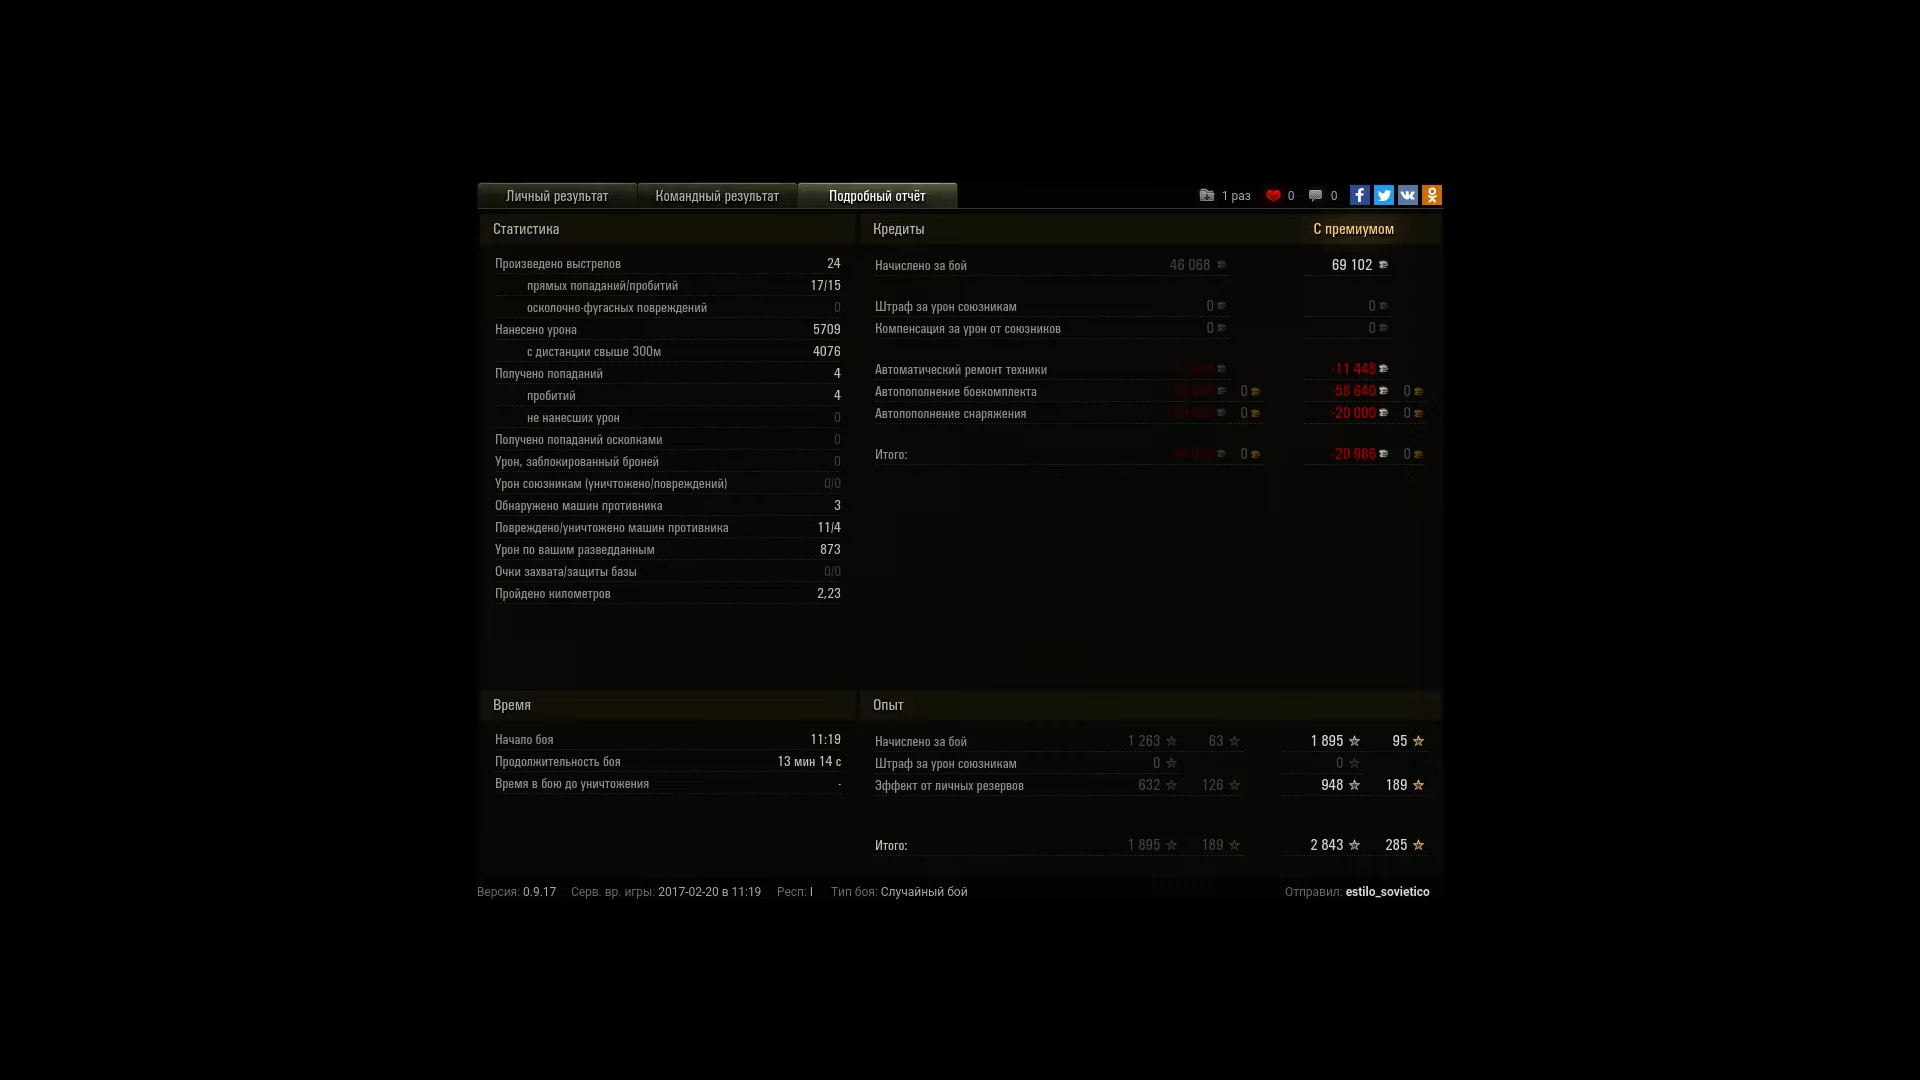 Личный результат Командный результат Подробный отчёт 1 раз 0 0
Статистика
Произведено выстрелов 24
прямых попаданий/пробитий 17/15
осколочно-фугасных повреждений 0
Нанесено урона 5709
с дистанции свыше 300м 4076
Получено попаданий 4
пробитий 4
не нанесших урон 0
Получено попаданий осколками 0
Урон, заблокированный броней 0
Урон союзникам (уничтожено/повреждений) 0/0
Обнаружено машин противника 3
Повреждено/уничтожено машин противника 11/4
Урон по вашим разведданным 873
Очки захвата/защиты базы 0/0
Пройдено километров 2,23
Кредиты С премиумом
Начислено за бой 46 068 69 102
Штраф за урон союзникам 0 0
Компенсация за урон от союзников 0 0
Автоматический ремонт техники -11 448
Автопополнение боекомплекта 0 -58 640 0
Автопополнение снаряжения 0 -20 000 0
Итого: 0 -20 986 0
Время
Начало боя 11:19
Продолжительность боя 13 мин 14 с
Время в бою до уничтожения -
Опыт
Начислено за бой 1 263 63 1 895 95
Штраф за урон союзникам 0 0
Эффект от личных резервов 632 126 948 189
Итого: 1 895 189 2 843 285
Версия: 0.9.17 Серв. вр. игры: 2017-02-20 в 11:19 Респ: I Тип боя: Случайный бой Отправил: estilo_sovietico